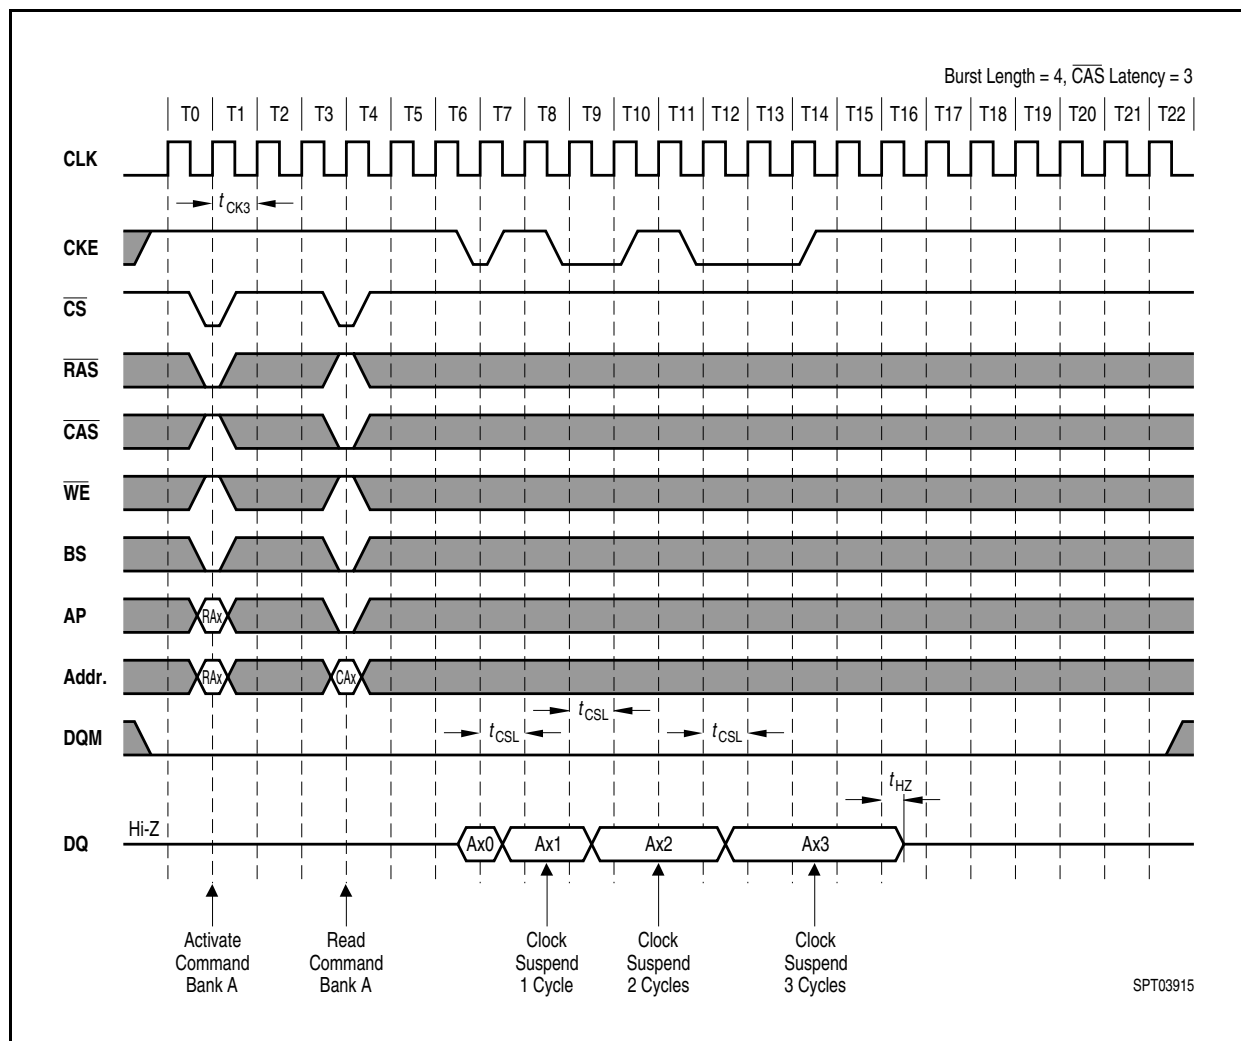 Burst Length = 4, CAS Latency = 3
T0 T1 T2 T3 T4 T5 T6 T7 T8 T9 T10 T11 T12 T13 T14 T15 T16 T17 T18 T19 T20 T21 T22
CLK
tCK3
CKE
CS
RAS
CAS
WE
BS
AP RAx
Addr. RAx CAx
tCSL
DQM tCSL tCSL
tHZ
Hi-Z
DQ Ax0 Ax1 Ax2 Ax3
Activate Command Bank A
Read Command Bank A
Clock Suspend 1 Cycle
Clock Suspend 2 Cycles
Clock Suspend 3 Cycles
SPT03915